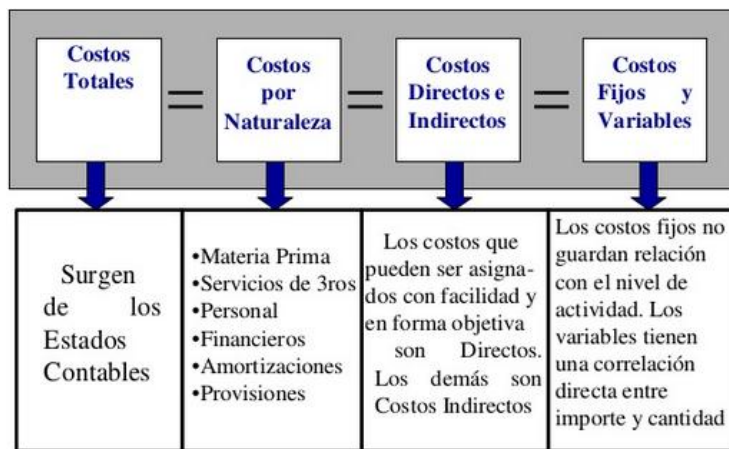 Costos
Totales
=
Costos
por
Naturaleza
=
Costos
Directos e
Indirectos
=
Costos
Fijos y
Variables
Surgen
de los
Estados
Contables
•Materia Prima
•Servicios de 3ros
•Personal
•Financieros
•Amortizaciones
•Provisiones
Los costos que
pueden ser asigna-
dos con facilidad y
en forma objetiva
son Directos.
Los demás son
Costos Indirectos
Los costos fijos no
guardan relación
con el nivel de
actividad. Los
variables tienen
una correlación
directa entre
importe y cantidad